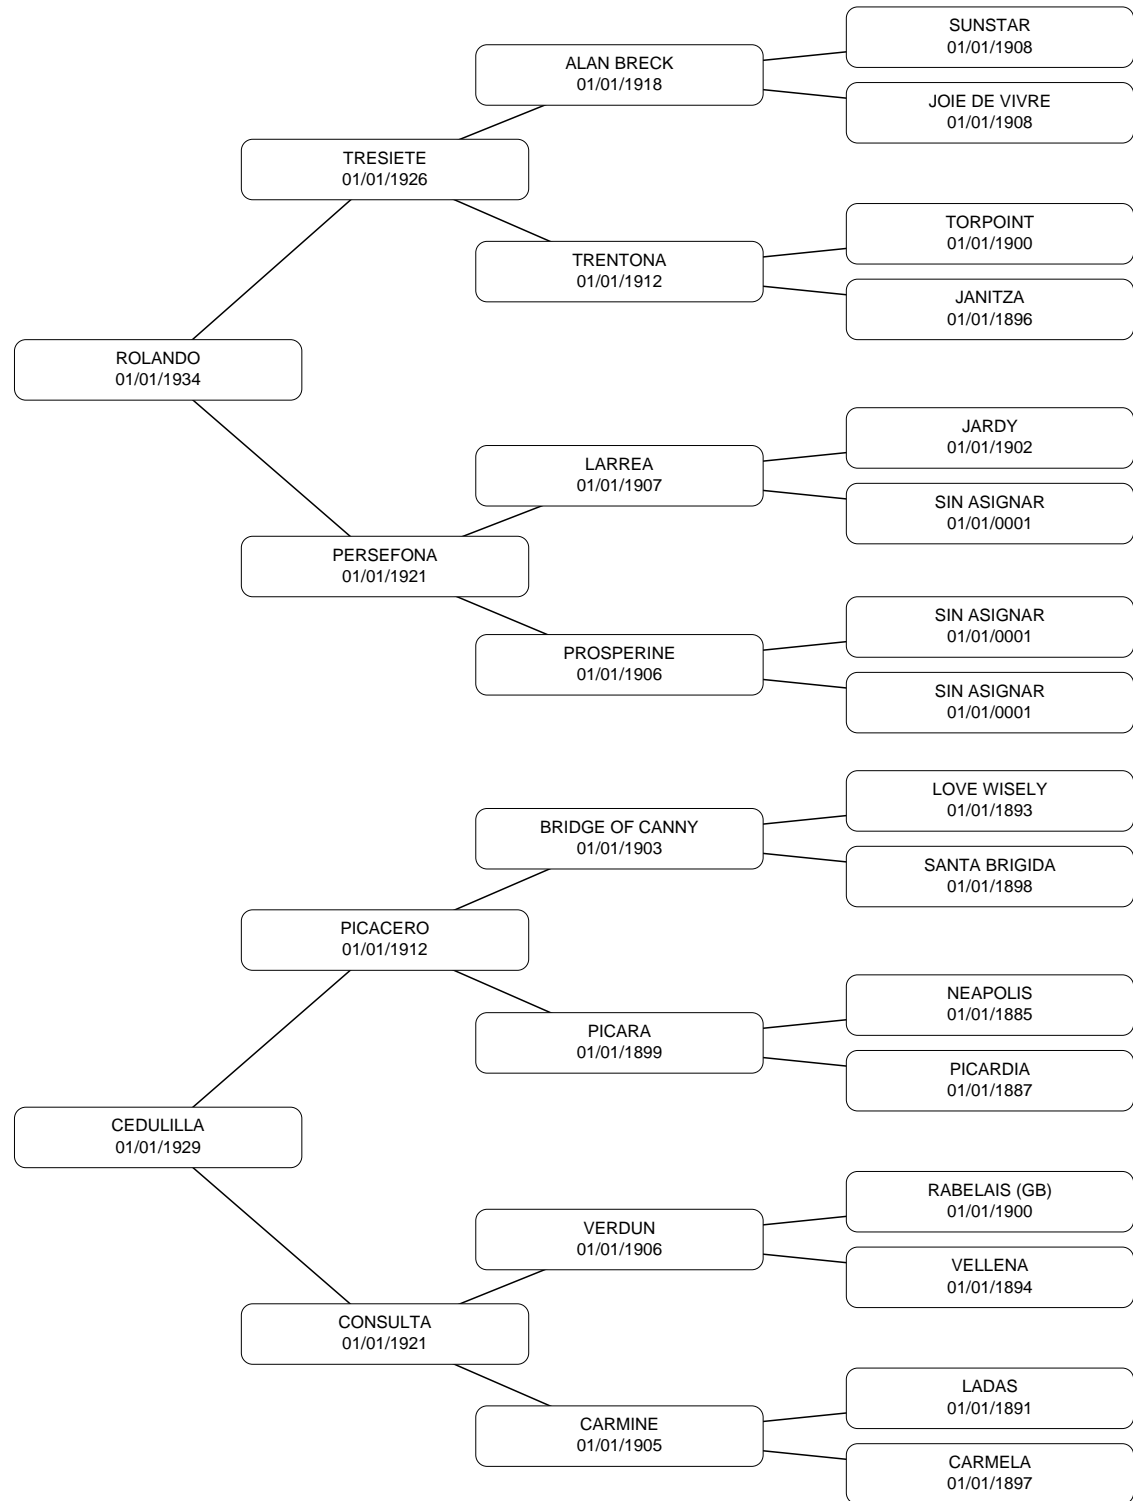 SUNSTAR
01/01/1908
ALAN BRECK
01/01/1918
JOIE DE VIVRE
01/01/1908
TRESIETE
01/01/1926
TORPOINT
01/01/1900
TRENTONA
01/01/1912
JANITZA
01/01/1896
ROLANDO
01/01/1934
JARDY
01/01/1902
LARREA
01/01/1907
SIN ASIGNAR
01/01/0001
PERSEFONA
01/01/1921
SIN ASIGNAR
01/01/0001
PROSPERINE
01/01/1906
SIN ASIGNAR
01/01/0001
LOVE WISELY
01/01/1893
BRIDGE OF CANNY
01/01/1903
SANTA BRIGIDA
01/01/1898
PICACERO
01/01/1912
NEAPOLIS
01/01/1885
PICARA
01/01/1899
PICARDIA
01/01/1887
CEDULILLA
01/01/1929
RABELAIS (GB)
01/01/1900
VERDUN
01/01/1906
VELLENA
01/01/1894
CONSULTA
01/01/1921
LADAS
01/01/1891
CARMINE
01/01/1905
CARMELA
01/01/1897